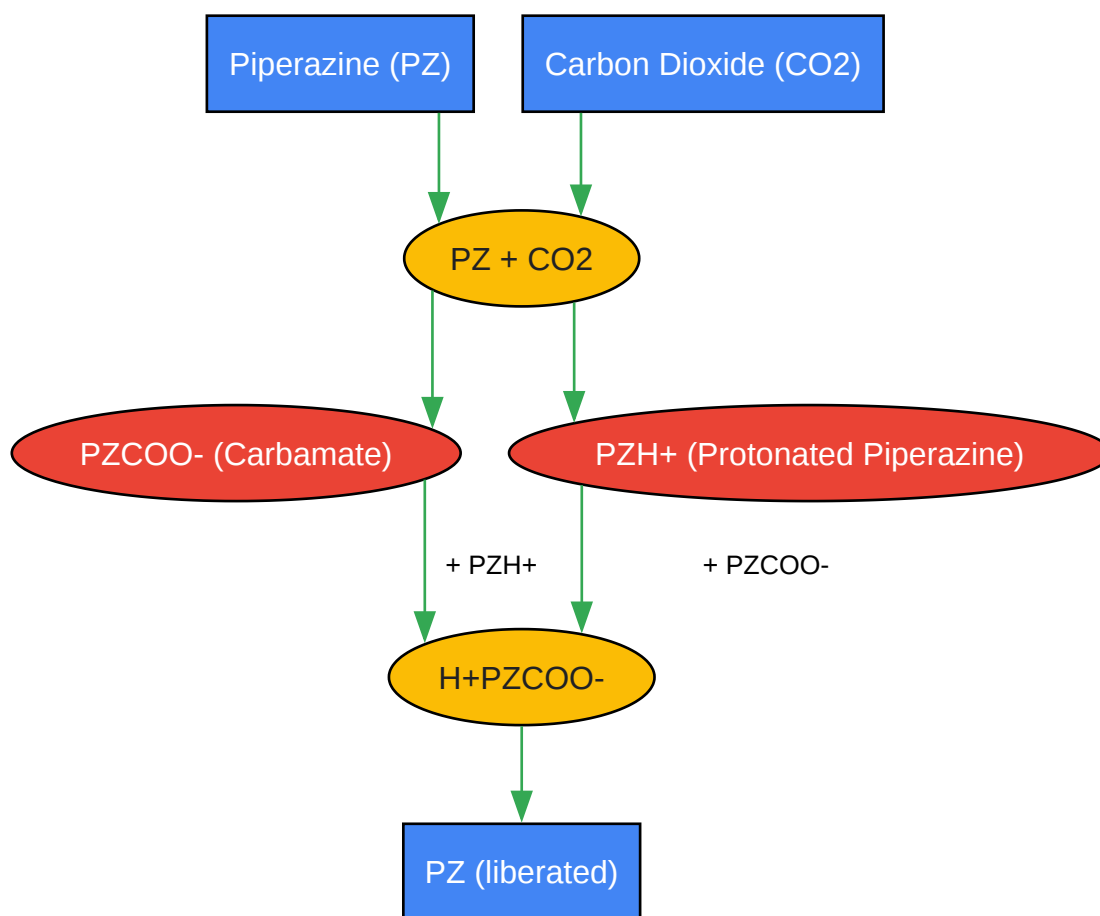 Piperazine (PZ)
Carbon Dioxide (CO2)
PZ + CO2
PZCOO- (Carbamate)
PZH+ (Protonated Piperazine)
+ PZH+
+ PZCOO-
H+PZCOO-
PZ (liberated)